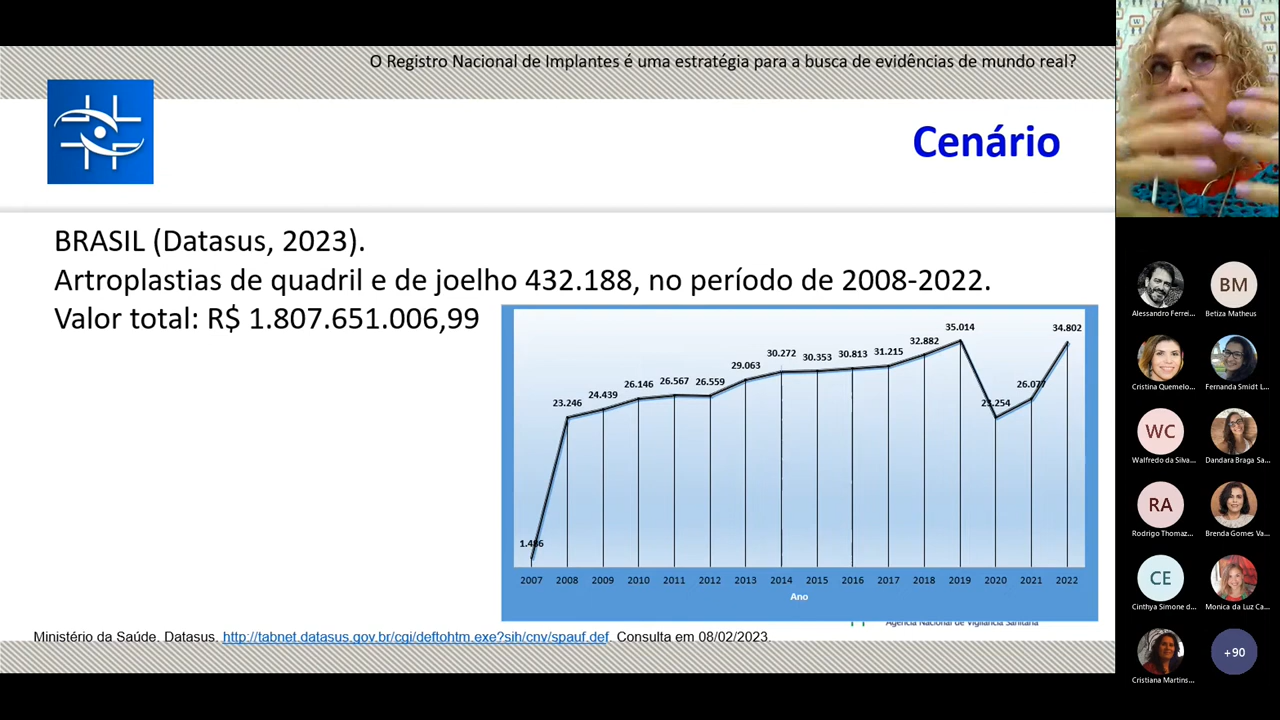 O Registro Nacional de Implantes é uma estratégia para a busca de evidências de mundo real?
Cenário
BRASIL (Datasus, 2023).
Artroplastias de quadril e de joelho 432.188, no período de 2008-2022.
Valor total: R$ 1.807.651.006,99
1.486
23.246
24.439
26.146
26.567
26.559
29.063
30.272
30.353
30.813
31.215
32.882
35.014
23.254
26.077
34.802
2007 2008 2009 2010 2011 2012 2013 2014 2015 2016 2017 2018 2019 2020 2021 2022
Ano
Agência Nacional de Vigilância Sanitária
Ministério da Saúde. Datasus. http://tabnet.datasus.gov.br/cgi/deftohtm.exe?sih/cnv/spauf.def. Consulta em 08/02/2023.
Alessandro Ferrei...
BM
Betiza Matheus
Cristina Quemelo...
Fernanda Smidt L...
WC
Walfredo da Silva...
Dandara Braga Sa...
RA
Rodrigo Thomaz...
Brenda Gomes Va...
CE
Cinthya Simone d...
Monica da Luz Ca...
Cristiana Martins...
+90